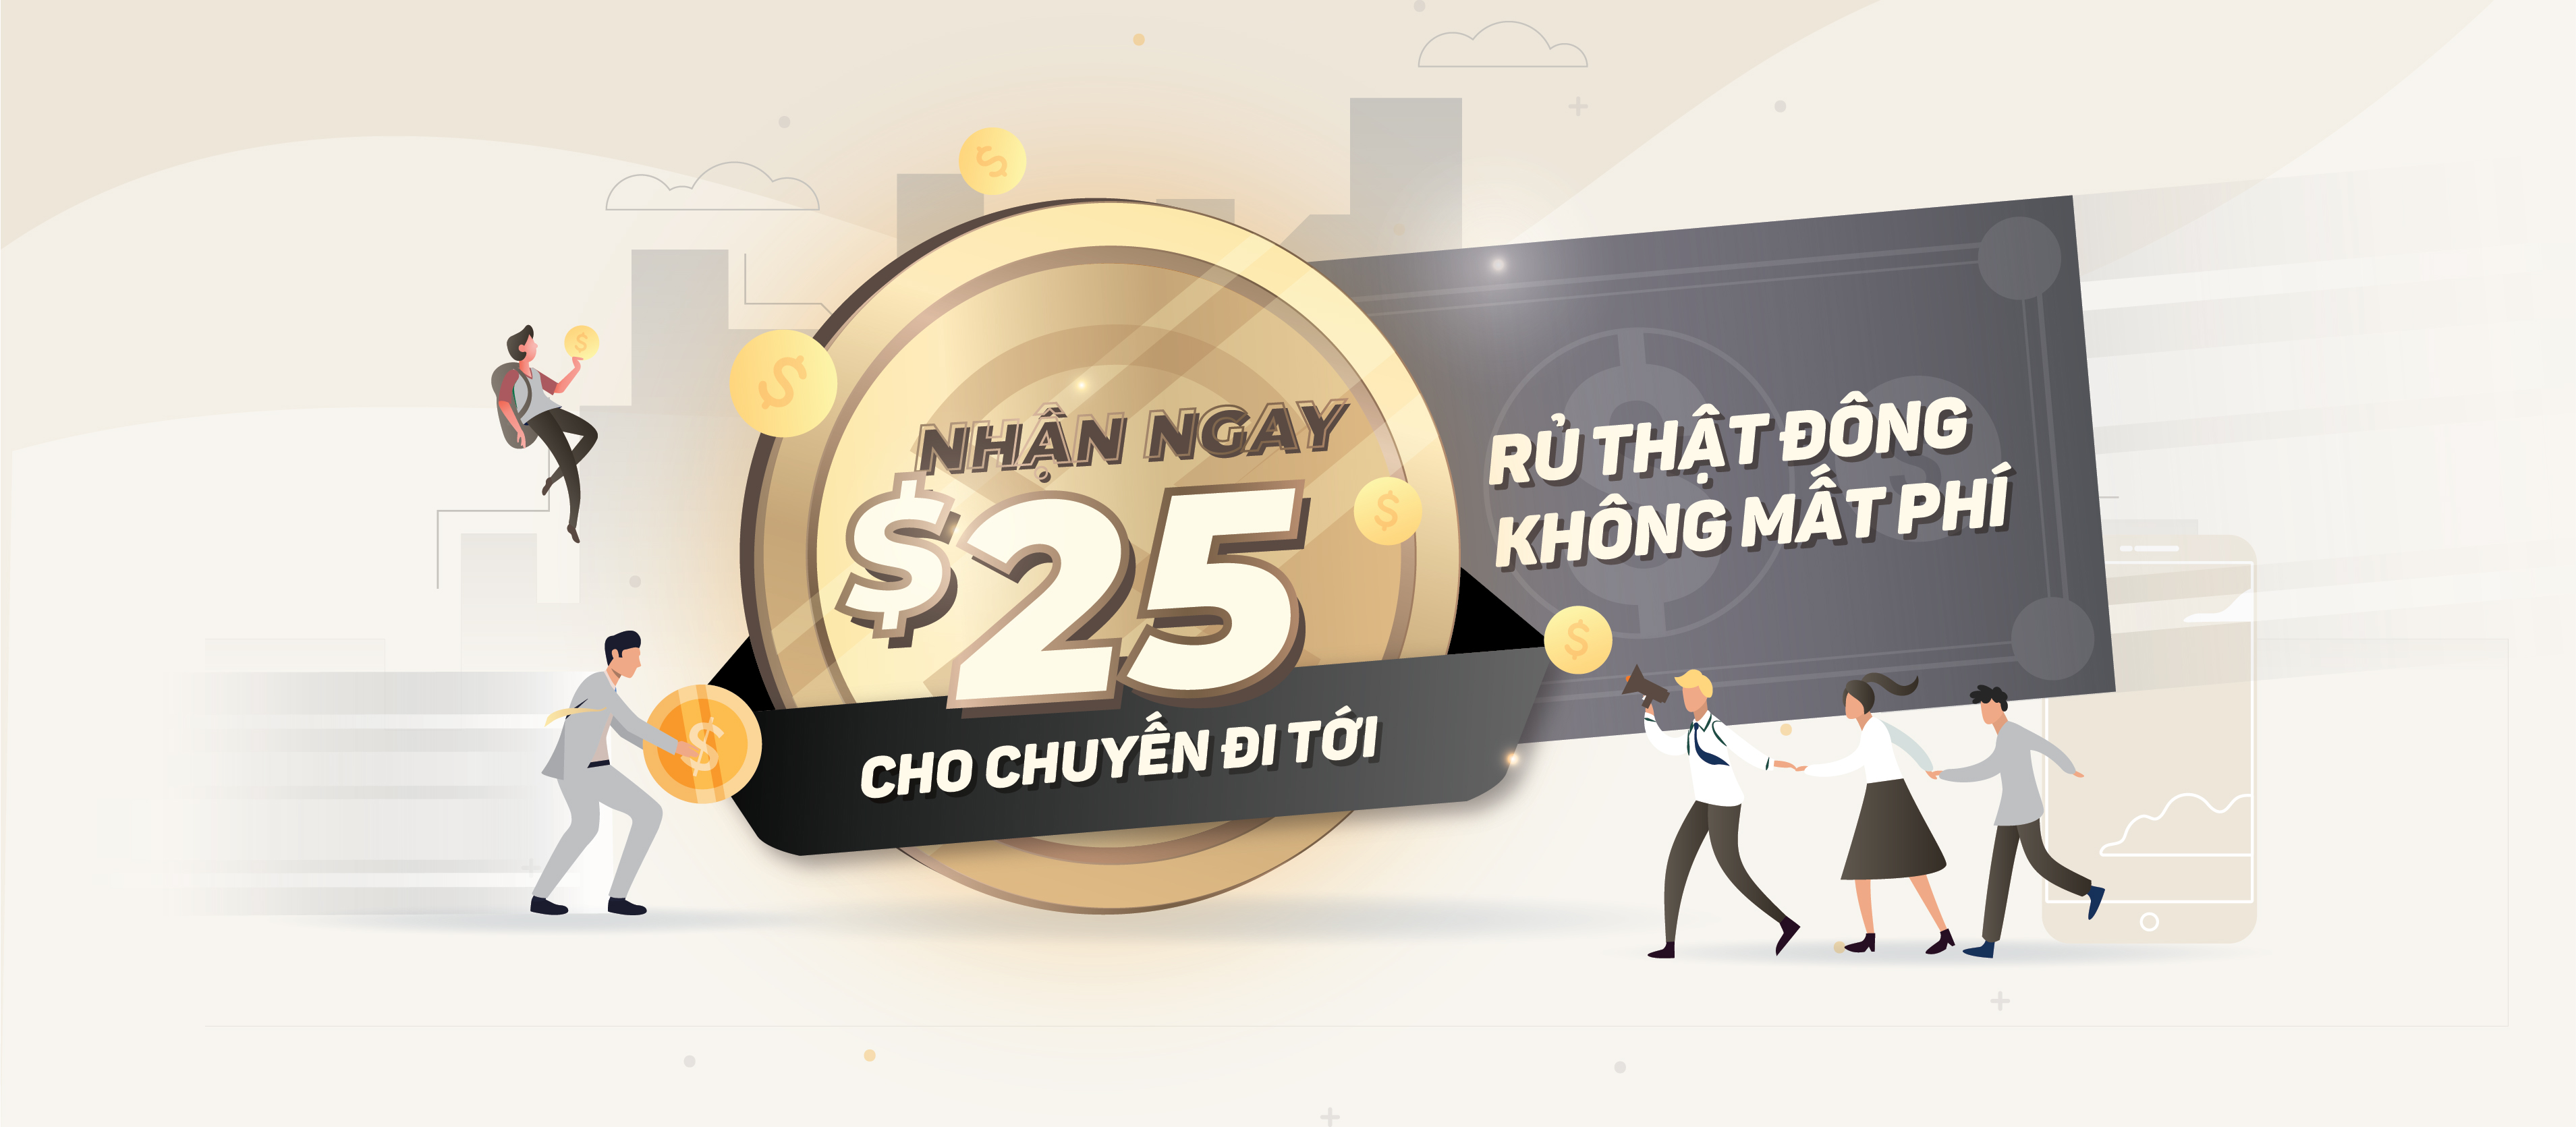 NHẬN NGAY
$25
CHO CHUYẾN ĐI TỚI
RỦ THẬT ĐÔNG
KHÔNG MẤT PHÍ